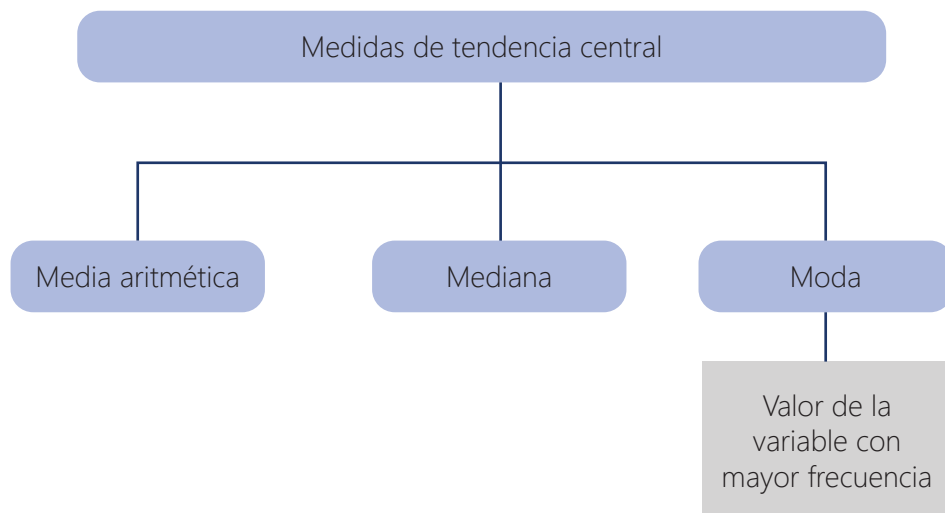 Medidas de tendencia central
Media aritmética
Mediana
Moda
Valor de la
variable con
mayor frecuencia